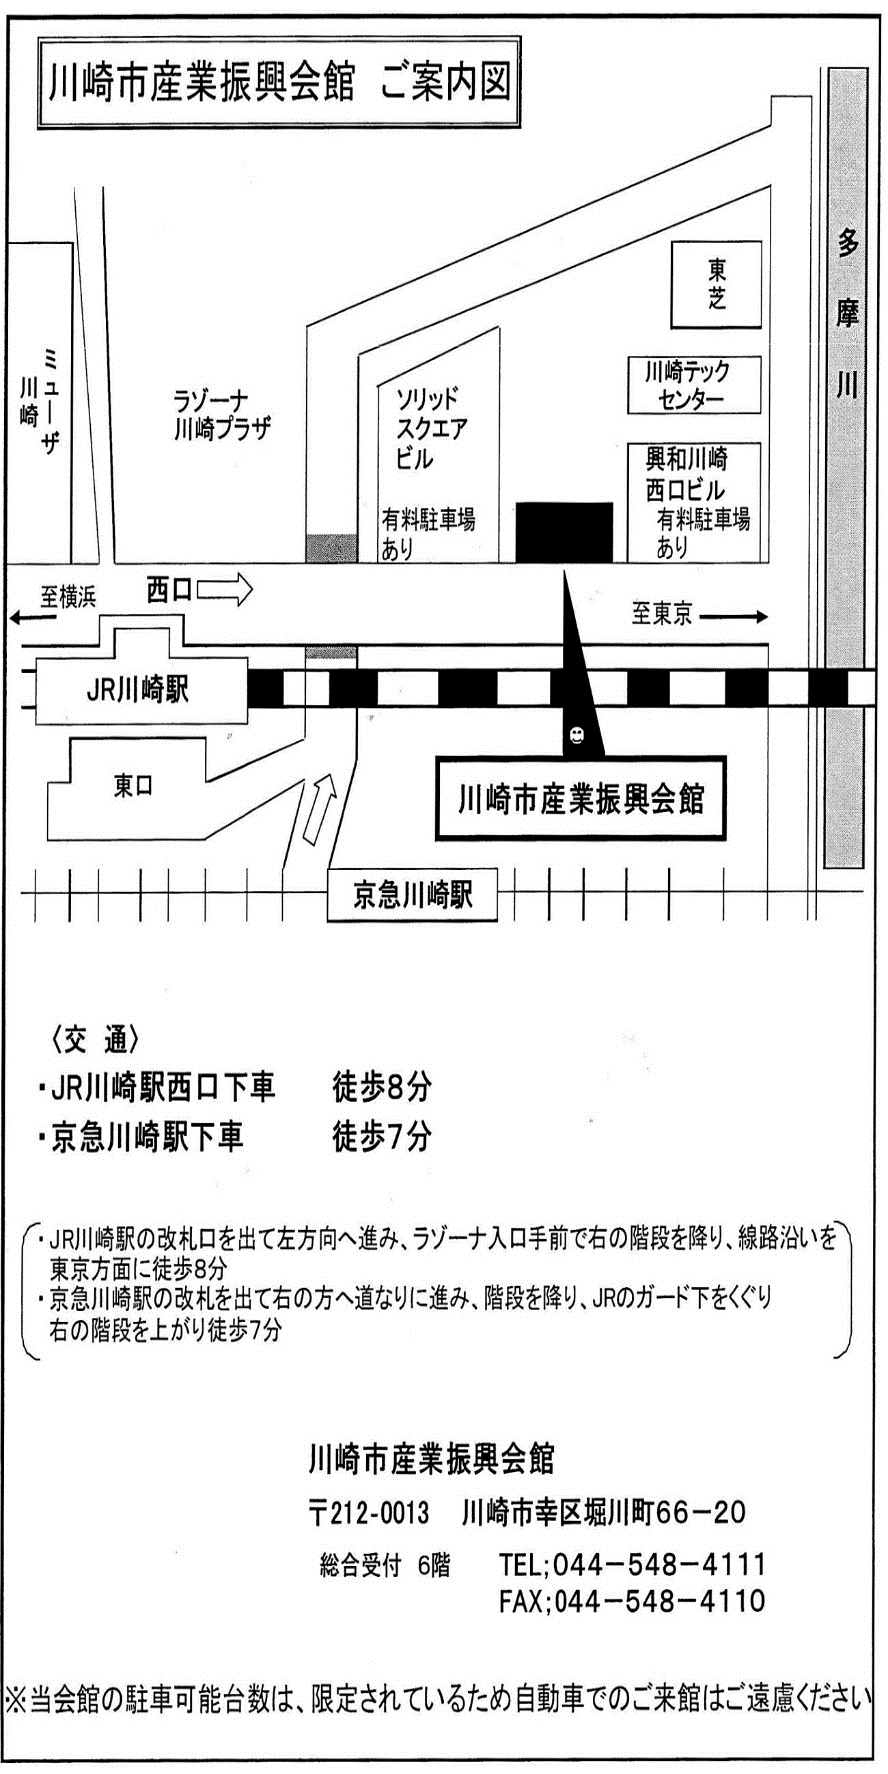 川崎市産業振興会館 ご案内図
多摩川
東芝
ミューザ
川崎
ラゾーナ
川崎プラザ
ソリッド
スクエア
ビル
有料駐車場
あり
川崎テック
センター
興和川崎
西口ビル
有料駐車場
あり
至横浜
西口
至東京
JR川崎駅
東口
川崎市産業振興会館
京急川崎駅
〈交 通〉
・JR川崎駅西口下車 徒歩8分
・京急川崎駅下車 徒歩7分
・JR川崎駅の改札口を出て左方向へ進み、ラゾーナ入口手前で右の階段を降り、線路沿いを
東京方面に徒歩8分
・京急川崎駅の改札を出て右の方へ道なりに進み、階段を降り、JRのガード下をくぐり
右の階段を上がり徒歩7分
川崎市産業振興会館
〒212-0013 川崎市幸区堀川町66－20
総合受付 6階 TEL;044－548－4111
FAX;044－548－4110
※当会館の駐車可能台数は、限定されているため自動車でのご来館はご遠慮ください